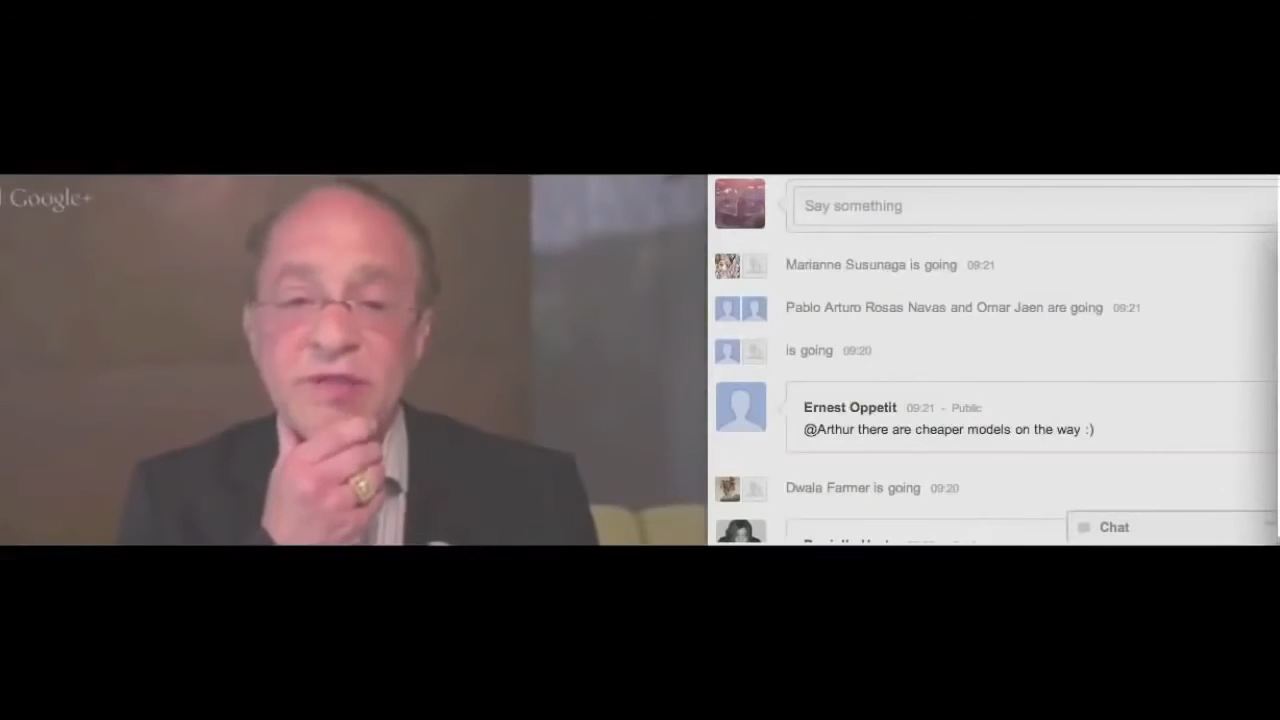 Google+
Say something
Marianne Susunaga is going 09:21
Pablo Arturo Rosas Navas and Omar Jaen are going 09:21
is going 09:20
Ernest Oppetit 09:21 - Public
@Arthur there are cheaper models on the way :)
Dwala Farmer is going 09:20
Chat